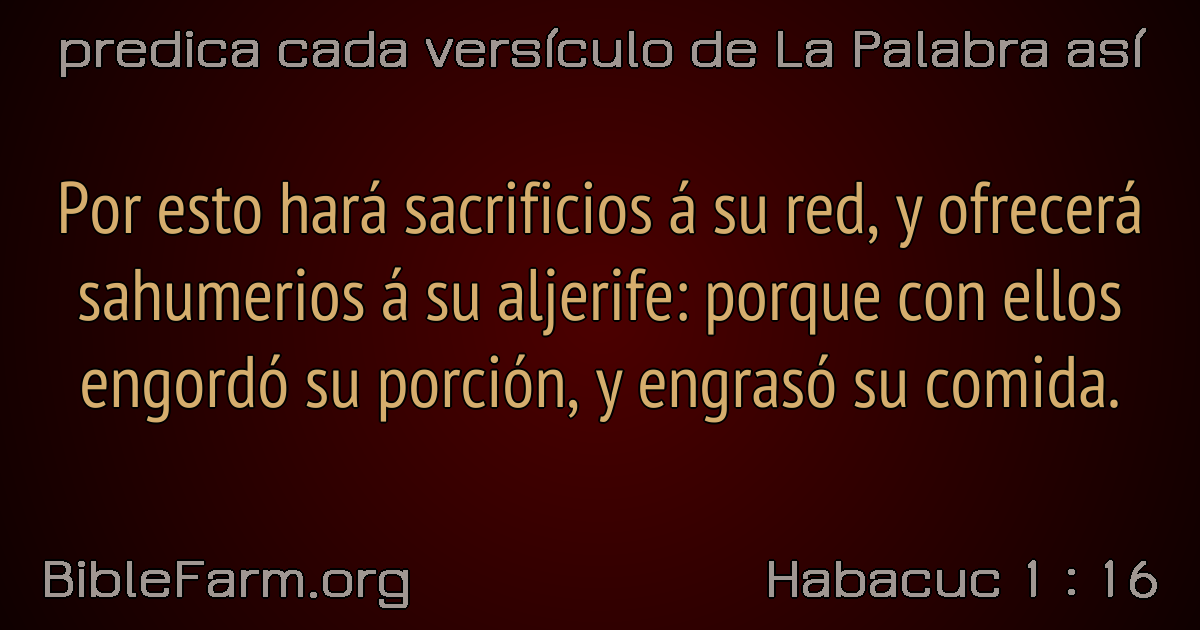 predica cada versículo de La Palabra así
Por esto hará sacrificios á su red, y ofrecerá
sahumerios á su aljerife: porque con ellos
engordó su porción, y engrasó su comida.
BibleFarm.org
Habacuc 1 : 16